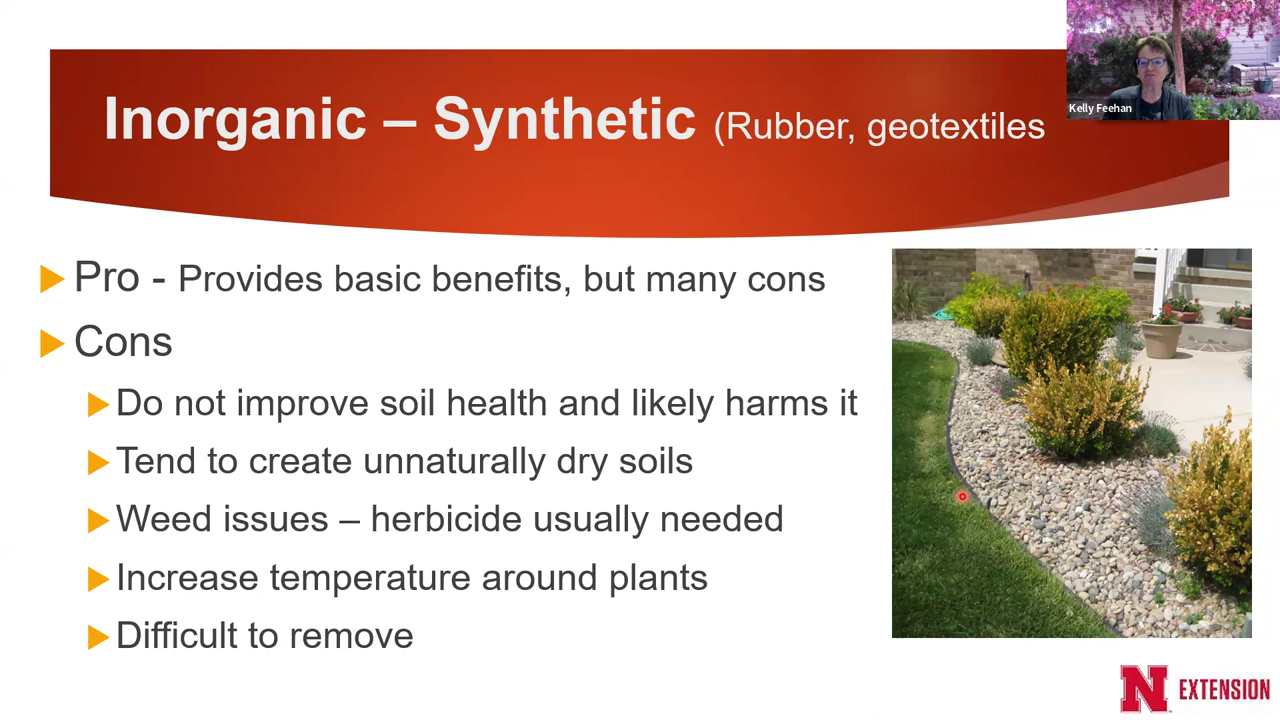 Inorganic – Synthetic (Rubber, geotextiles
Kelly Feehan
Pro - Provides basic benefits, but many cons
Cons
Do not improve soil health and likely harms it
Tend to create unnaturally dry soils
Weed issues – herbicide usually needed
Increase temperature around plants
Difficult to remove
N EXTENSION